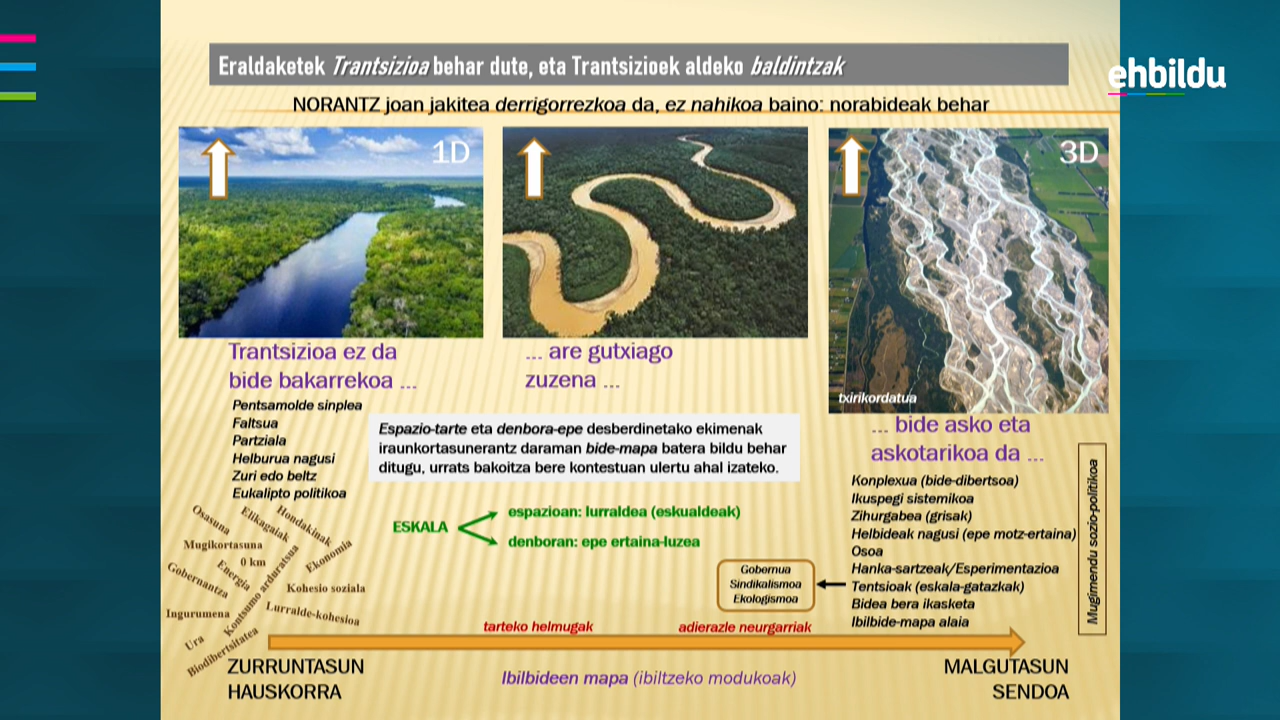 Eraldaketek Trantsizioa behar dute, eta Trantsizioek aldeko baldintzak
ehbildu
NORANTZ joan jakitea derrigorrezkoa da, ez nahikoa baino: norabideak behar
1D
3D
txirikordatua
Trantsizioa ez da
bide bakarrekoa ...
... are gutxiago
zuzena ...
... bide asko eta
askotarikoa da ...
Pentsamolde sinplea
Faltsua
Partziala
Helburua nagusi
Zuri edo beltz
Eukalipto politikoa
Espazio-tarte eta denbora-epe desberdinetako ekimenak
iraunkortasunerantz daraman bide-mapa batera bildu behar
ditugu, urrats bakoitza bere kontestuan ulertu ahal izateko.
ESKALA
espazioan: lurraldea (eskualdeak)
denboran: epe ertaina-luzea
Konplexua (bide-dibertsoa)
Ikuspegi sistemikoa
Zihurgabea (grisak)
Helbideak nagusi (epe motz-ertaina)
Osoa
Hanka-sartzeak/Esperimentazioa
Tentsioak (eskala-gatazkak)
Bidea bera ikasketa
Ibilbide-mapa alaia
Mugimendu sozio-politikoa
Gobernua
Sindikalismoa
Ekologismoa
Osasuna
Elikagaiak
Hondakinak
Mugikortasuna
0 km
Ekonomia
Gobernantza
Energia
Kontsumo arduratsua
Kohesio soziala
Ingurumena
Lurralde-kohesioa
Ura
Biodibertsitatea
tarteko helmugak
adierazle neurgarriak
ZURRUNTASUN
HAUSKORRA
Ibilbideen mapa (ibiltzeko modukoak)
MALGUTASUN
SENDOA